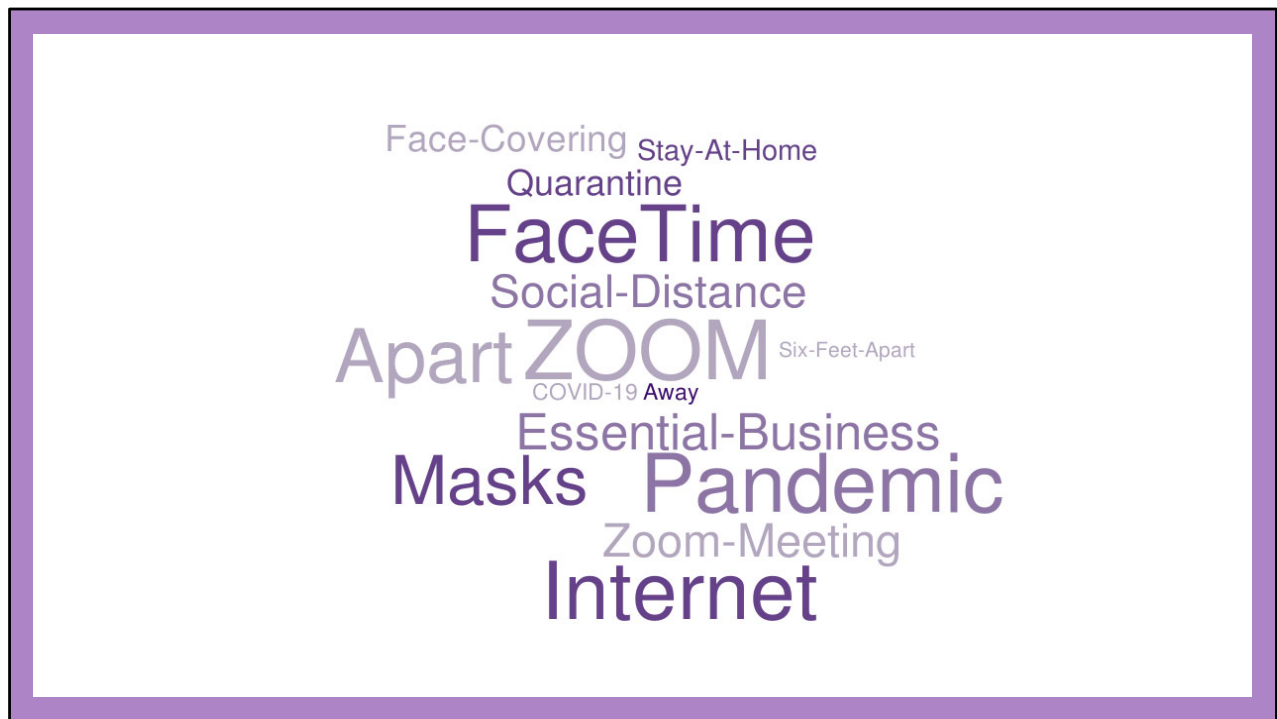 Face-Covering Stay-At-Home
Quarantine
FaceTime
Social-Distance
Apart ZOOM Six-Feet-Apart
COVID-19 Away
Essential-Business
Masks Pandemic
Zoom-Meeting
Internet